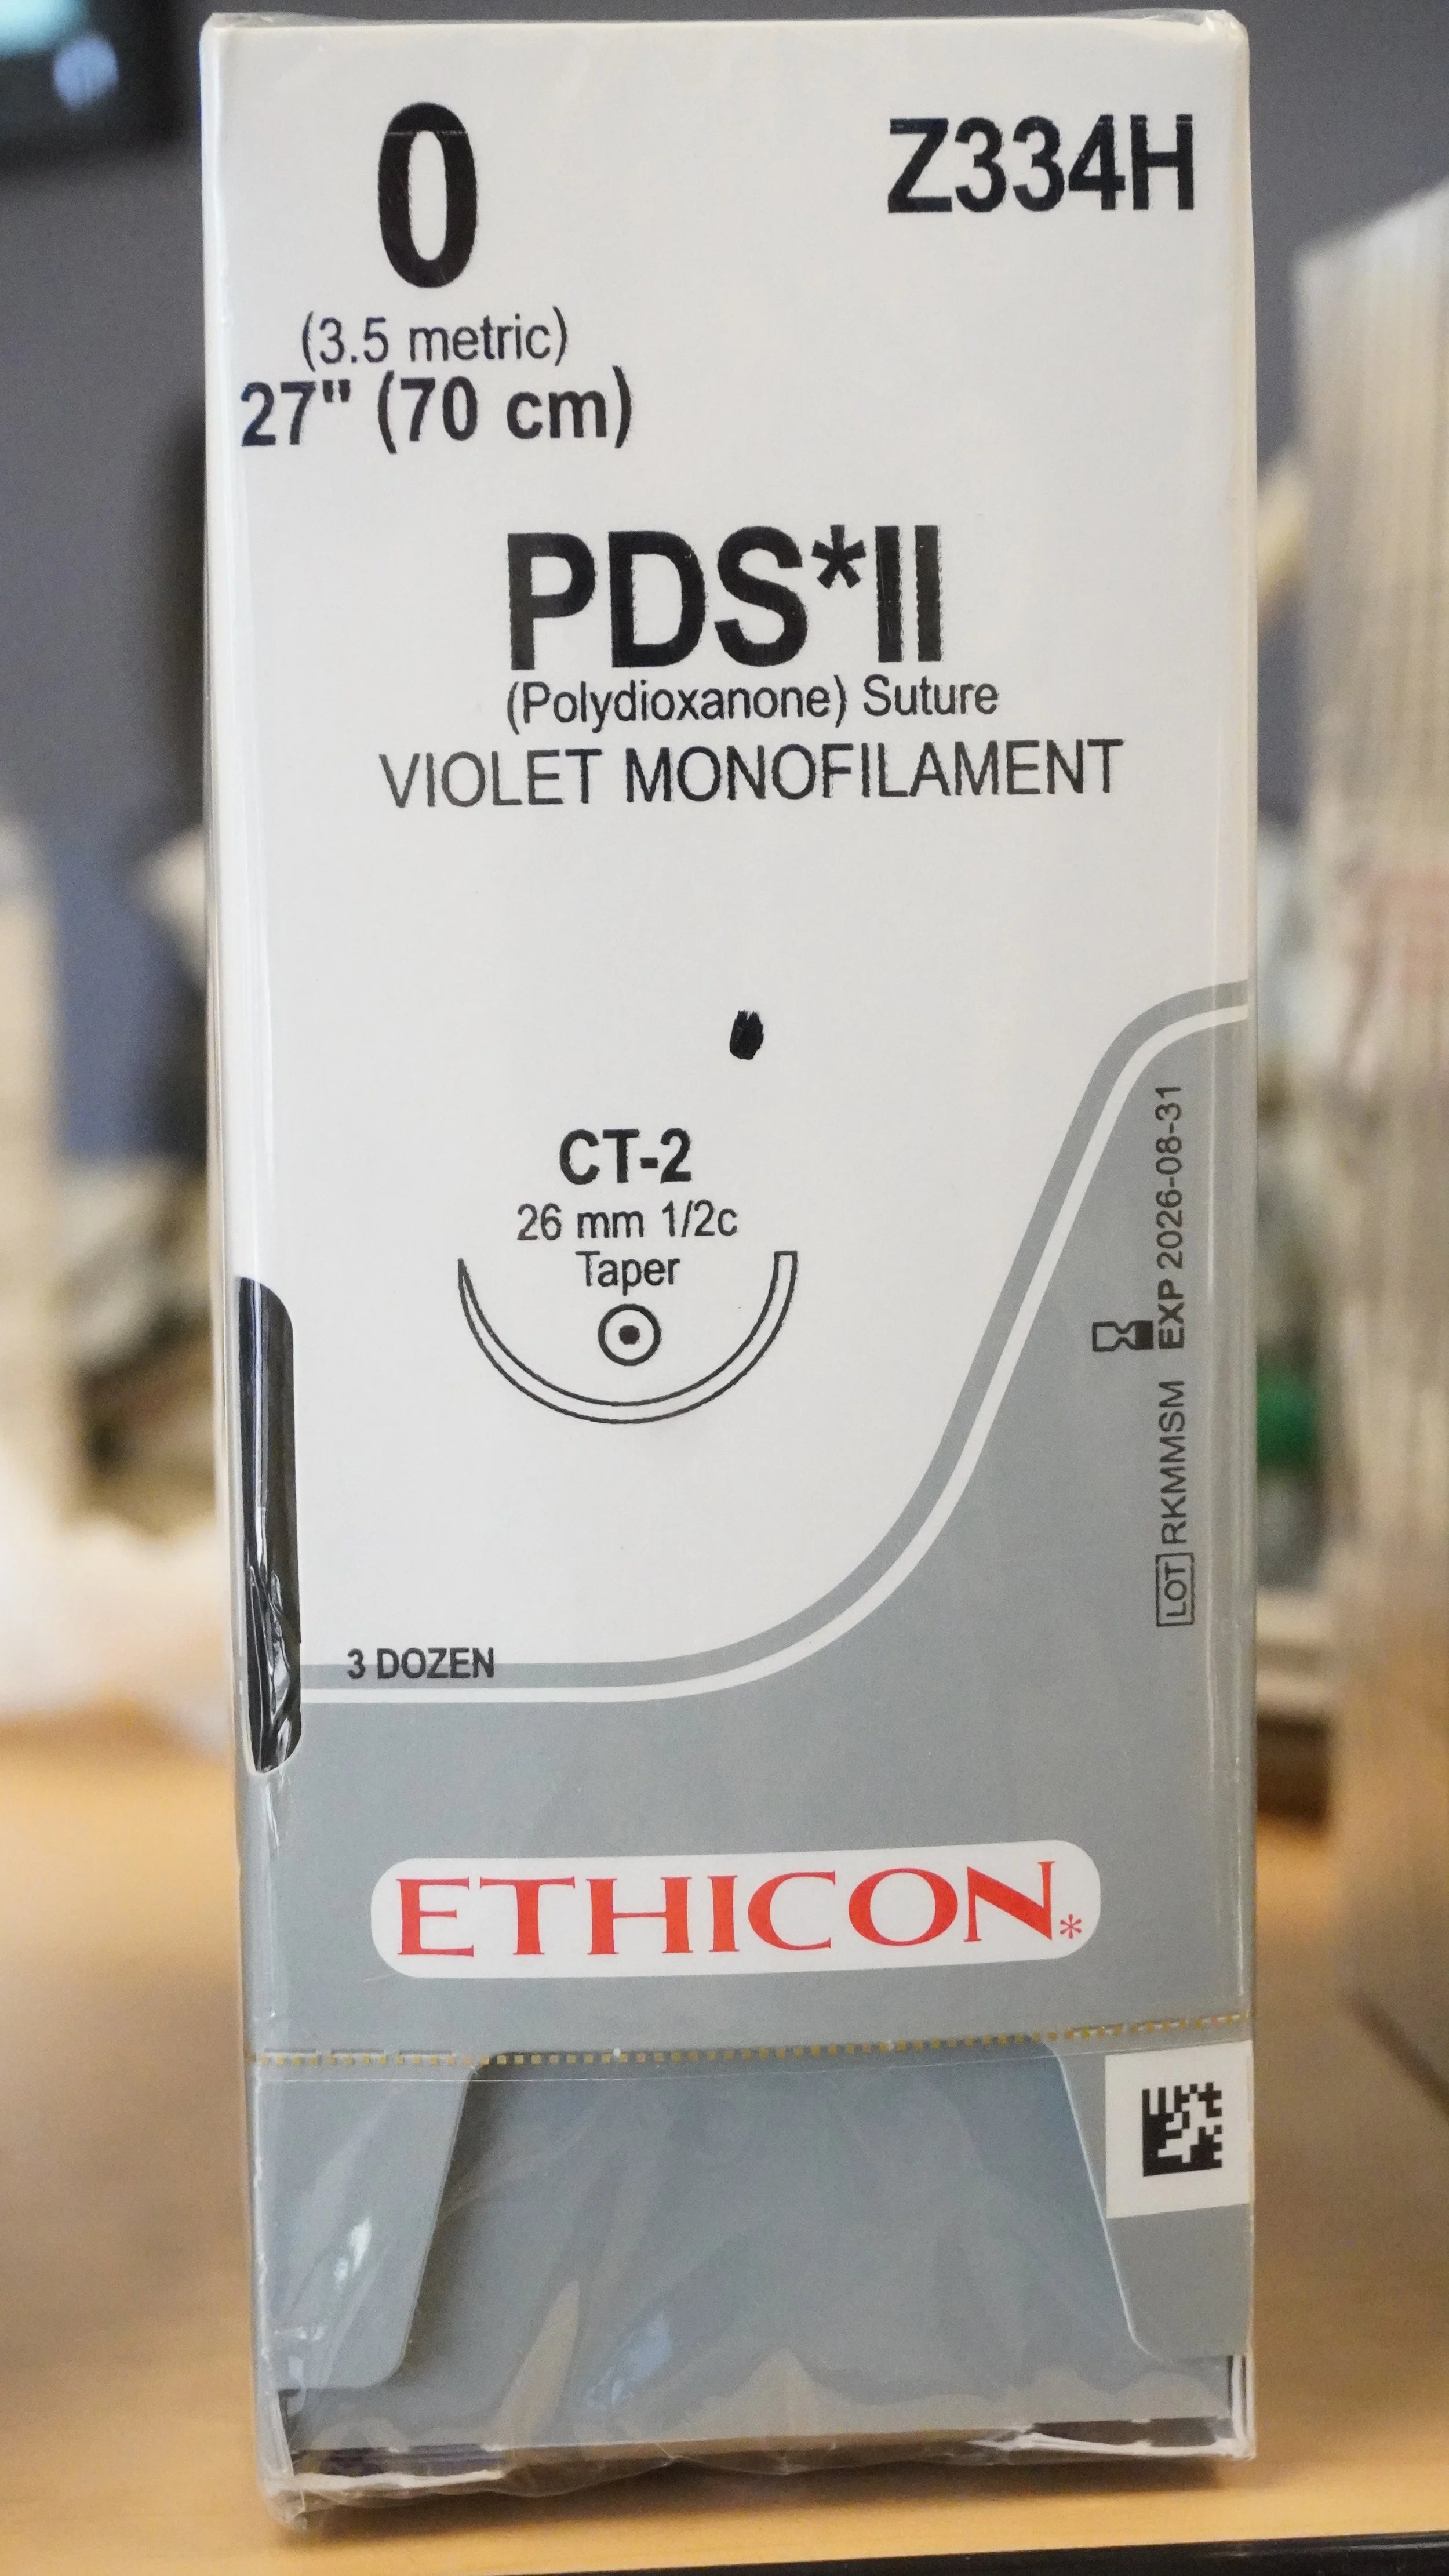 0
Z334H
(3.5 metric)
27" (70 cm)
PDS*II
(Polydioxanone) Suture
VIOLET MONOFILAMENT
CT-2
26 mm 1/2c
Taper
EXP 2026-08-31
LOT RKMMSM
3 DOZEN
ETHICON*